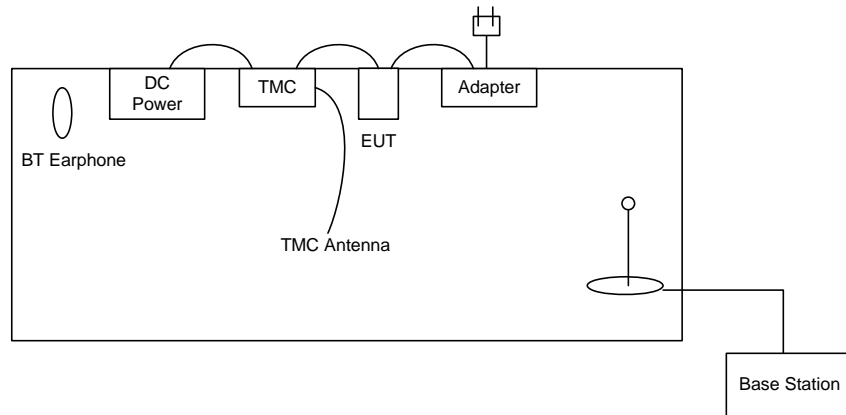 DC
Power
TMC
Adapter
EUT
BT Earphone
TMC Antenna
Base Station